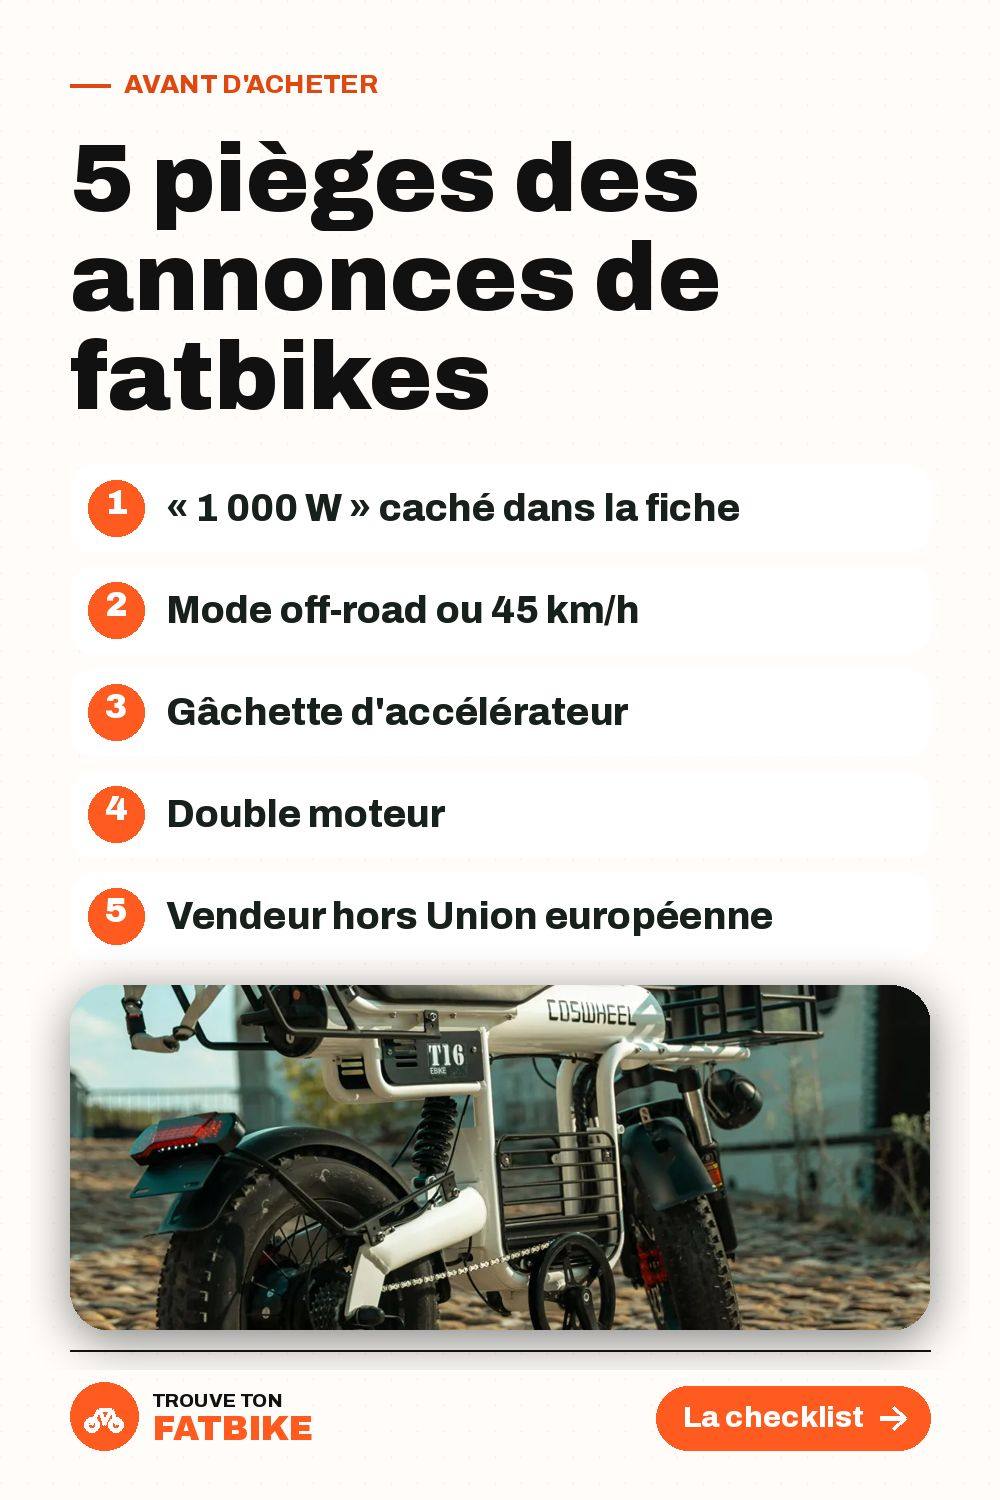 AVANT D'ACHETER
5 pièges des
annonces de
fatbikes
1 « 1 000 W » caché dans la fiche
2 Mode off-road ou 45 km/h
3 Gâchette d'accélérateur
4 Double moteur
5 Vendeur hors Union européenne
COSWHEEL
T16
EBIKE
TROUVE TON
FATBIKE
La checklist →